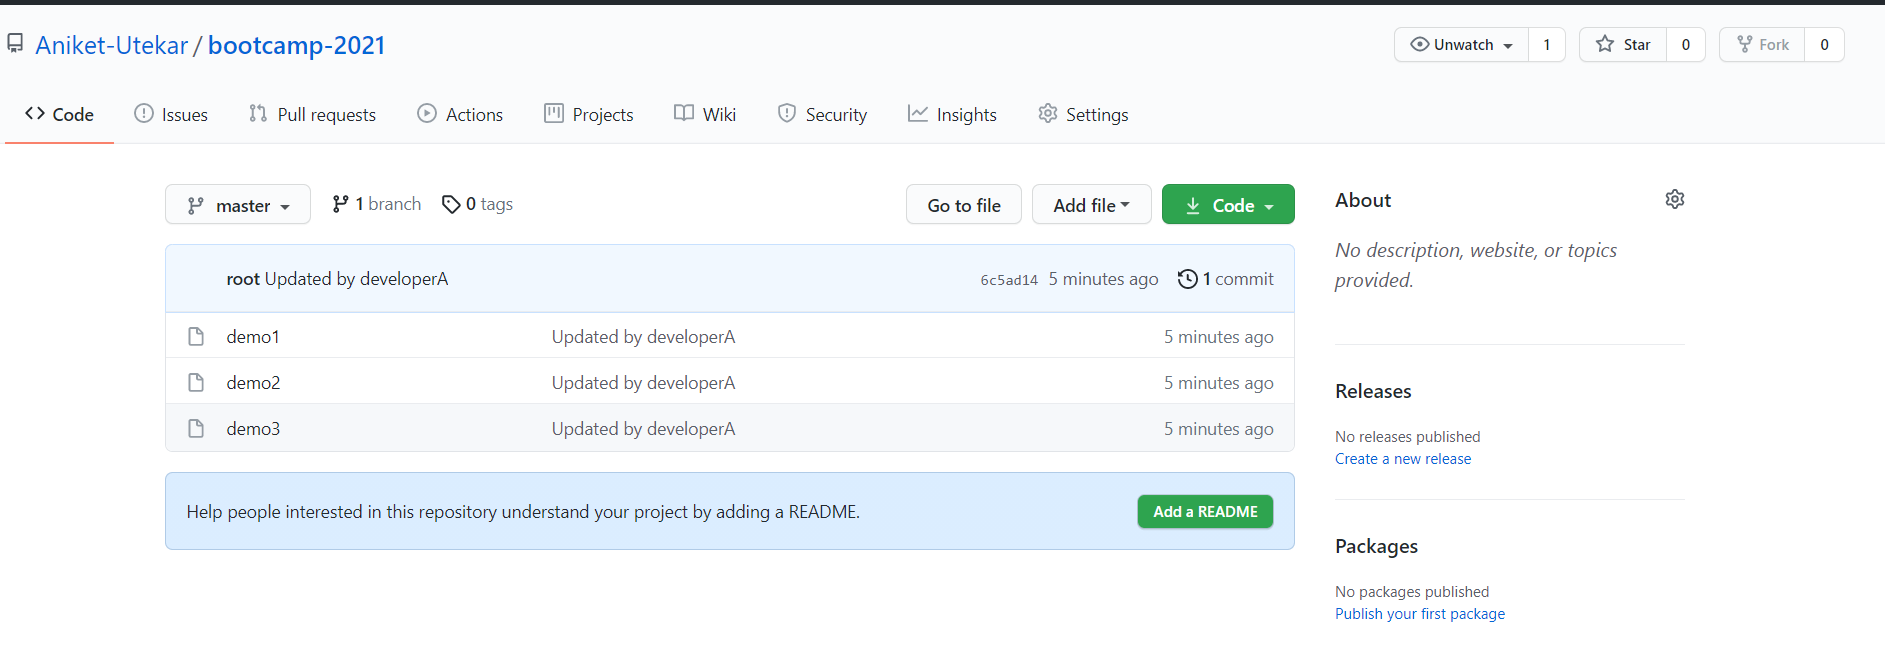 Aniket-Utekar / bootcamp-2021
Unwatch 1 Star 0 Fork 0
Code Issues Pull requests Actions Projects Wiki Security Insights Settings
master 1 branch 0 tags Go to file Add file Code
root Updated by developerA 6c5ad14 5 minutes ago 1 commit
demo1 Updated by developerA 5 minutes ago
demo2 Updated by developerA 5 minutes ago
demo3 Updated by developerA 5 minutes ago
Help people interested in this repository understand your project by adding a README. Add a README
About
No description, website, or topics
provided.
Releases
No releases published
Create a new release
Packages
No packages published
Publish your first package